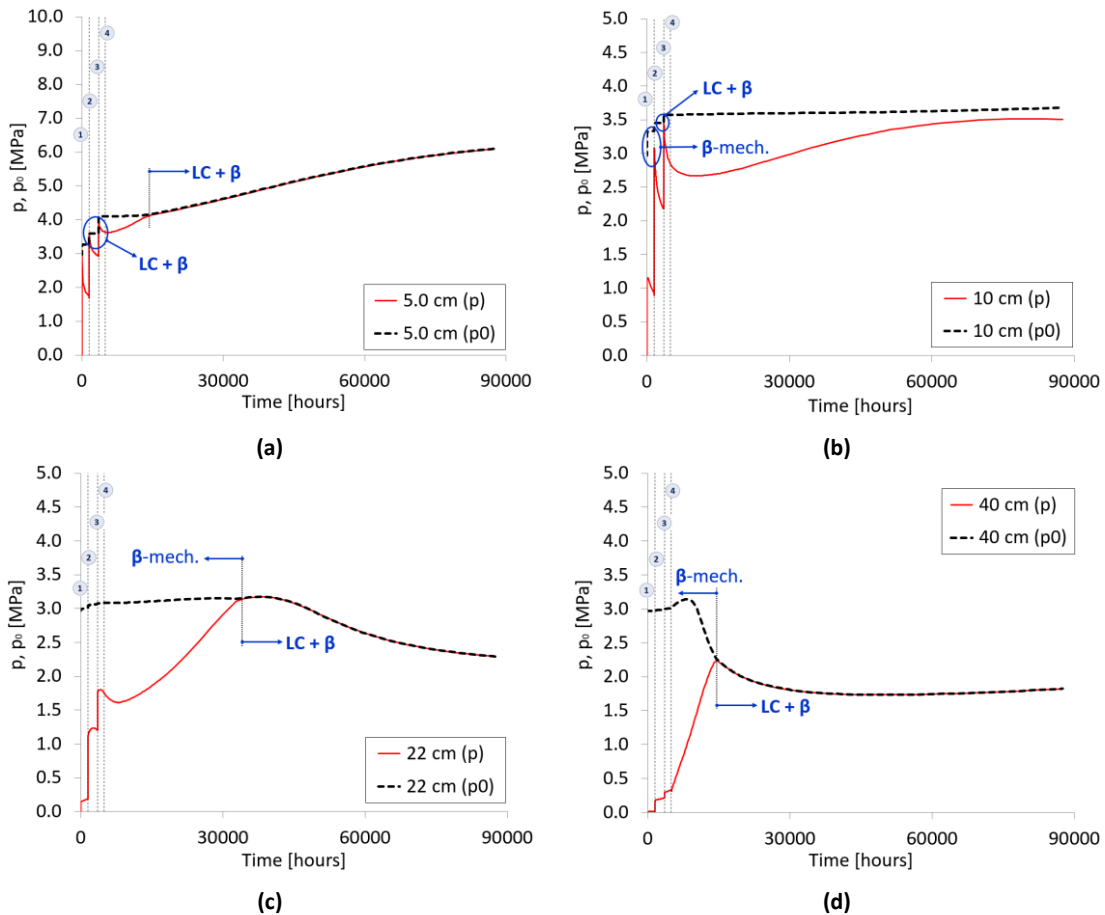 p, p₀ [MPa]
10.0
9.0
8.0
7.0
6.0
5.0
4.0
3.0
2.0
1.0
0.0
1
2
3
4
LC + β
LC + β
5.0 cm (p)
5.0 cm (p0)
0 30000 60000 90000
Time [hours]
(a)
p, p₀ [MPa]
5.0
4.5
4.0
3.5
3.0
2.5
2.0
1.5
1.0
0.5
0.0
1
2
3
4
LC + β
β-mech.
10 cm (p)
10 cm (p0)
0 30000 60000 90000
Time [hours]
(b)
p, p₀ [MPa]
5.0
4.5
4.0
3.5
3.0
2.5
2.0
1.5
1.0
0.5
0.0
1
2
3
4
β-mech.
LC + β
22 cm (p)
22 cm (p0)
0 30000 60000 90000
Time [hours]
(c)
p, p₀ [MPa]
5.0
4.5
4.0
3.5
3.0
2.5
2.0
1.5
1.0
0.5
0.0
1
2
3
4
40 cm (p)
40 cm (p0)
β-mech.
LC + β
0 30000 60000 90000
Time [hours]
(d)